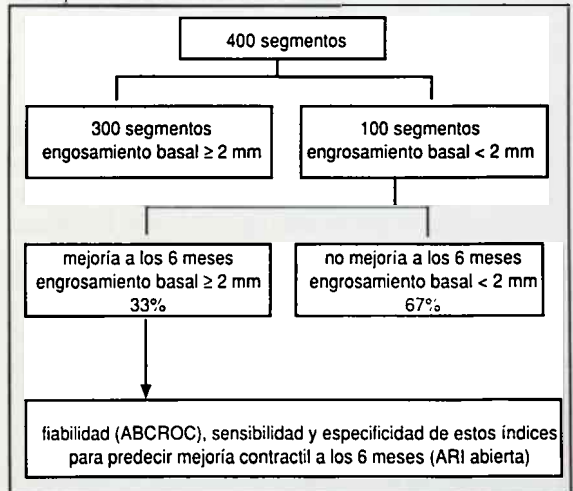 400 segmentos
300 segmentos
engosamiento basal ≥ 2 mm
100 segmentos
engrosamiento basal < 2 mm
mejoría a los 6 meses
engrosamiento basal ≥ 2 mm
33%
no mejoria a los 6 meses
engrosamiento basal < 2 mm
67%
fiabilidad (ABCROC), sensibilidad y especificidad de estos índices
para predecir mejoría contractil a los 6 meses (ARI abierta)